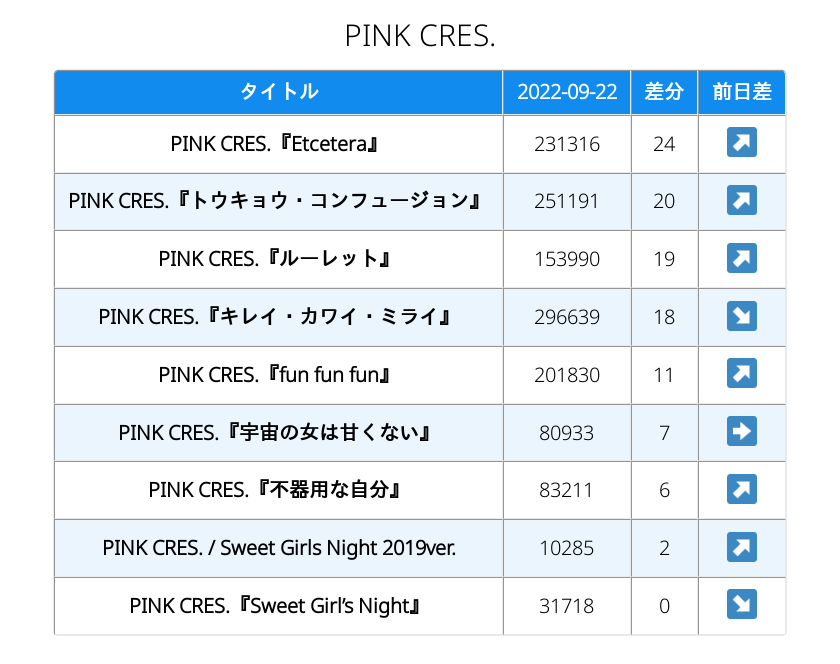 PINK CRES.
タイトル 2022-09-22 差分 前日差
PINK CRES.『Etcetera』 231316 24
PINK CRES.『トウキョウ・コンフュージョン』 251191 20
PINK CRES.『ルーレット』 153990 19
PINK CRES.『キレイ・カワイ・ミライ』 296639 18
PINK CRES.『fun fun fun』 201830 11
PINK CRES.『宇宙の女は甘くない』 80933 7
PINK CRES.『不器用な自分』 83211 6
PINK CRES. / Sweet Girls Night 2019ver. 10285 2
PINK CRES.『Sweet Girl’s Night』 31718 0